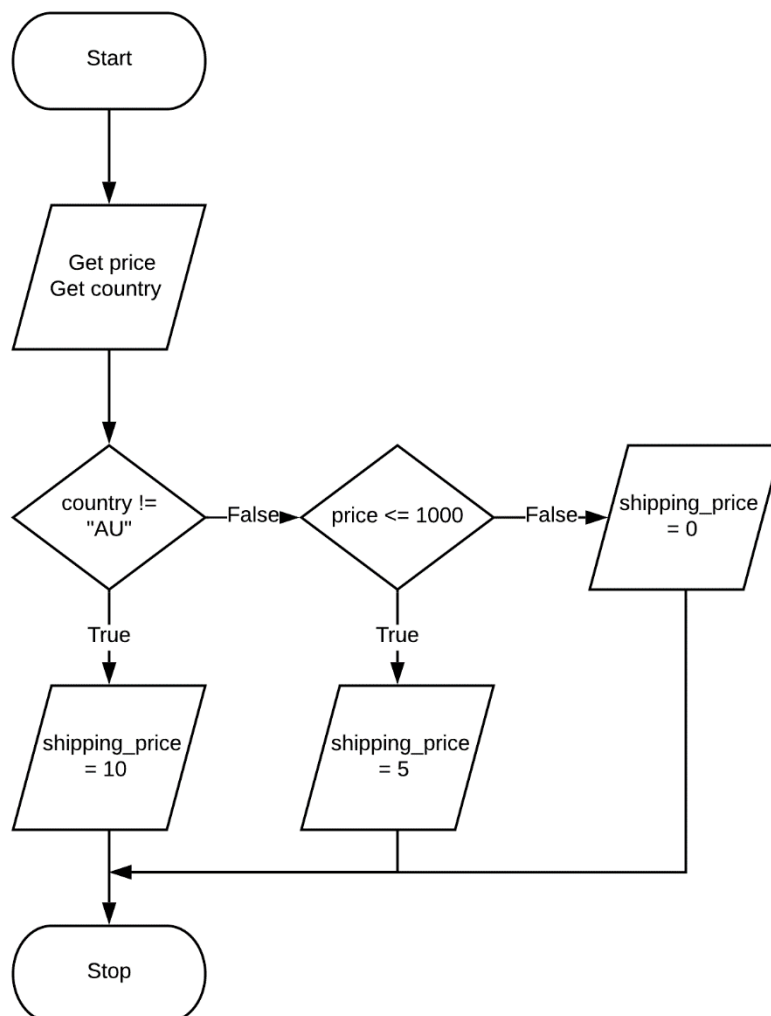 Start
Get price
Get country
country !=
"AU"
False
price <= 1000
False
shipping_price
= 0
True
True
shipping_price
= 10
shipping_price
= 5
Stop